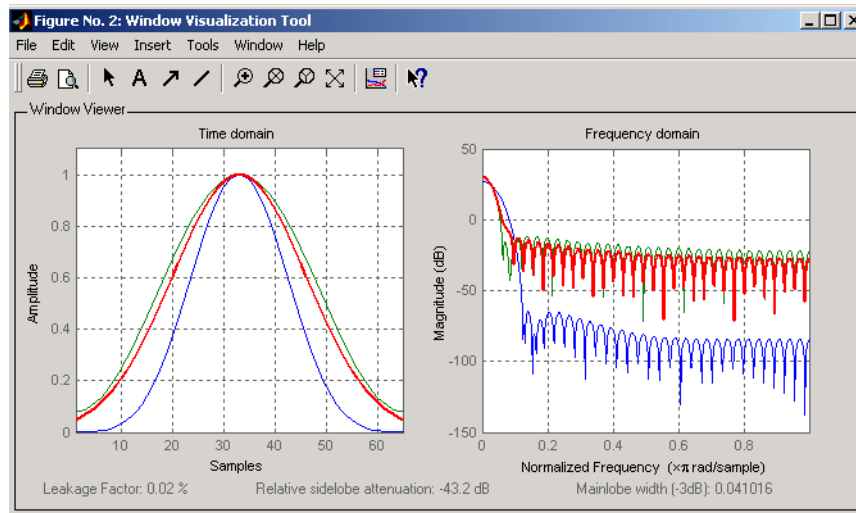 Figure No. 2: Window Visualization Tool
File Edit View Insert Tools Window Help
A
Window Viewer
Time domain
Amplitude
1
0.8
0.6
0.4
0.2
0
10 20 30 40 50 60
Samples
Frequency domain
Magnitude (dB)
50
0
-50
-100
-150
0 0.2 0.4 0.6 0.8
Normalized Frequency (×π rad/sample)
Leakage Factor: 0.02 % Relative sidelobe attenuation: -43.2 dB Mainlobe width (-3dB): 0.041016